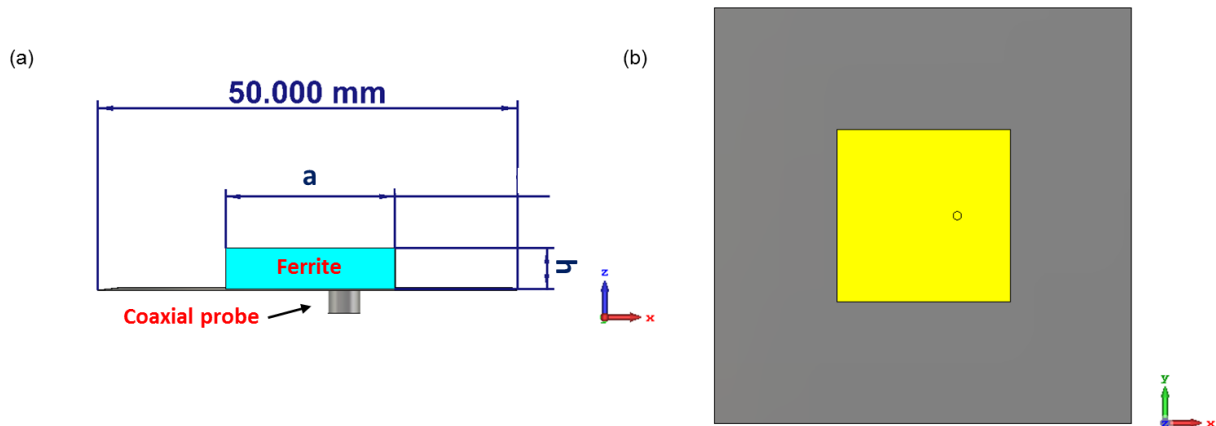 (a)
50.000 mm
a
Ferrite
h
Coaxial probe
z
x
(b)
y
z
x